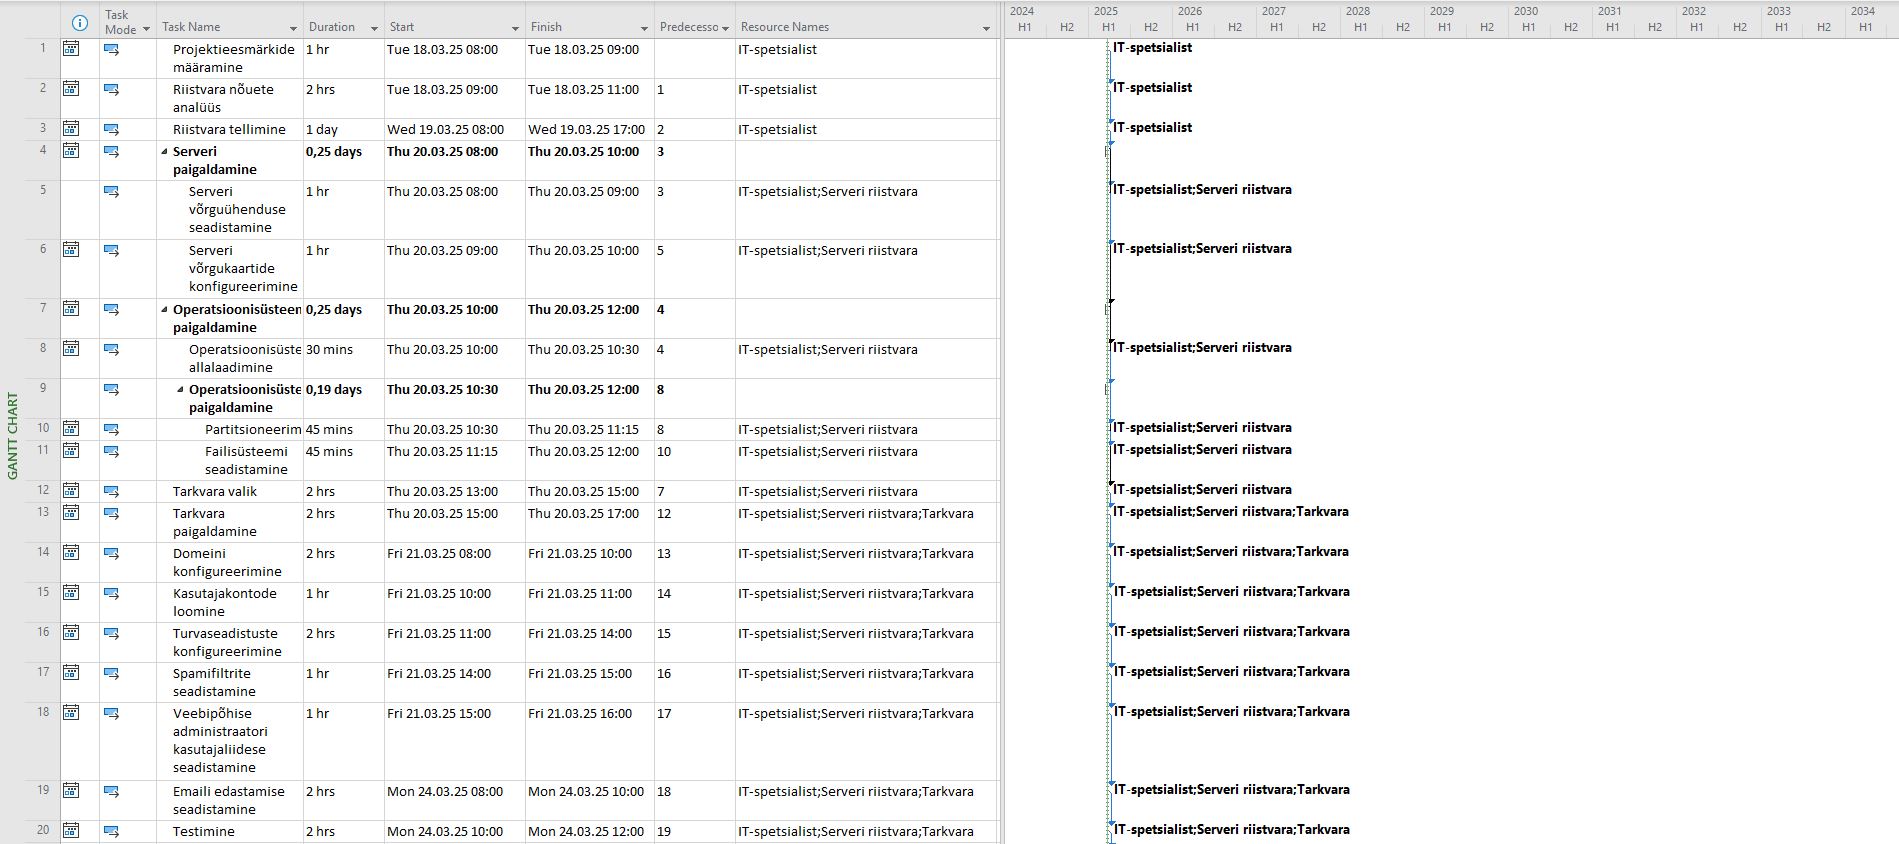 2024 2025 2026 2027 2028 2029 2030 2031 2032 2033 2034
Task Mode Task Name Duration Start Finish Predecesso Resource Names H1 H2 H1 H2 H1 H2 H1 H2 H1 H2 H1 H2 H1 H2 H1 H2 H1 H2 H1 H2 H1
1 Projektieesmärkide 1 hr Tue 18.03.25 08:00 Tue 18.03.25 09:00 IT-spetsialist IT-spetsialist
määramine
2 Riistvara nõuete 2 hrs Tue 18.03.25 09:00 Tue 18.03.25 11:00 1 IT-spetsialist IT-spetsialist
analüüs
3 Riistvara tellimine 1 day Wed 19.03.25 08:00 Wed 19.03.25 17:00 2 IT-spetsialist IT-spetsialist
4 Serveri 0,25 days Thu 20.03.25 08:00 Thu 20.03.25 10:00 3
paigaldamine
5 Serveri 1 hr Thu 20.03.25 08:00 Thu 20.03.25 09:00 3 IT-spetsialist;Serveri riistvara IT-spetsialist;Serveri riistvara
võrguühenduse
seadistamine
6 Serveri 1 hr Thu 20.03.25 09:00 Thu 20.03.25 10:00 5 IT-spetsialist;Serveri riistvara IT-spetsialist;Serveri riistvara
võrgukaartide
konfigureerimine
7 Operatsioonisüsteen 0,25 days Thu 20.03.25 10:00 Thu 20.03.25 12:00 4
paigaldamine
8 Operatsioonisüste 30 mins Thu 20.03.25 10:00 Thu 20.03.25 10:30 4 IT-spetsialist;Serveri riistvara IT-spetsialist;Serveri riistvara
allalaadimine
9 Operatsioonisüste 0,19 days Thu 20.03.25 10:30 Thu 20.03.25 12:00 8
paigaldamine
10 Partitsioneerim 45 mins Thu 20.03.25 10:30 Thu 20.03.25 11:15 8 IT-spetsialist;Serveri riistvara IT-spetsialist;Serveri riistvara
11 Failisüsteemi 45 mins Thu 20.03.25 11:15 Thu 20.03.25 12:00 10 IT-spetsialist;Serveri riistvara IT-spetsialist;Serveri riistvara
seadistamine
12 Tarkvara valik 2 hrs Thu 20.03.25 13:00 Thu 20.03.25 15:00 7 IT-spetsialist;Serveri riistvara IT-spetsialist;Serveri riistvara
13 Tarkvara 2 hrs Thu 20.03.25 15:00 Thu 20.03.25 17:00 12 IT-spetsialist;Serveri riistvara;Tarkvara IT-spetsialist;Serveri riistvara;Tarkvara
paigaldamine
14 Domeini 2 hrs Fri 21.03.25 08:00 Fri 21.03.25 10:00 13 IT-spetsialist;Serveri riistvara;Tarkvara IT-spetsialist;Serveri riistvara;Tarkvara
konfigureerimine
15 Kasutajakontode 1 hr Fri 21.03.25 10:00 Fri 21.03.25 11:00 14 IT-spetsialist;Serveri riistvara;Tarkvara IT-spetsialist;Serveri riistvara;Tarkvara
loomine
16 Turvaseadistuste 2 hrs Fri 21.03.25 11:00 Fri 21.03.25 14:00 15 IT-spetsialist;Serveri riistvara;Tarkvara IT-spetsialist;Serveri riistvara;Tarkvara
konfigureerimine
17 Spamifiltrite 1 hr Fri 21.03.25 14:00 Fri 21.03.25 15:00 16 IT-spetsialist;Serveri riistvara;Tarkvara IT-spetsialist;Serveri riistvara;Tarkvara
seadistamine
18 Veebipõhise 1 hr Fri 21.03.25 15:00 Fri 21.03.25 16:00 17 IT-spetsialist;Serveri riistvara;Tarkvara IT-spetsialist;Serveri riistvara;Tarkvara
administraatori
kasutajaliidese
seadistamine
19 Emaili edastamise 2 hrs Mon 24.03.25 08:00 Mon 24.03.25 10:00 18 IT-spetsialist;Serveri riistvara;Tarkvara IT-spetsialist;Serveri riistvara;Tarkvara
seadistamine
20 Testimine 2 hrs Mon 24.03.25 10:00 Mon 24.03.25 12:00 19 IT-spetsialist;Serveri riistvara;Tarkvara IT-spetsialist;Serveri riistvara;Tarkvara
GANTT CHART